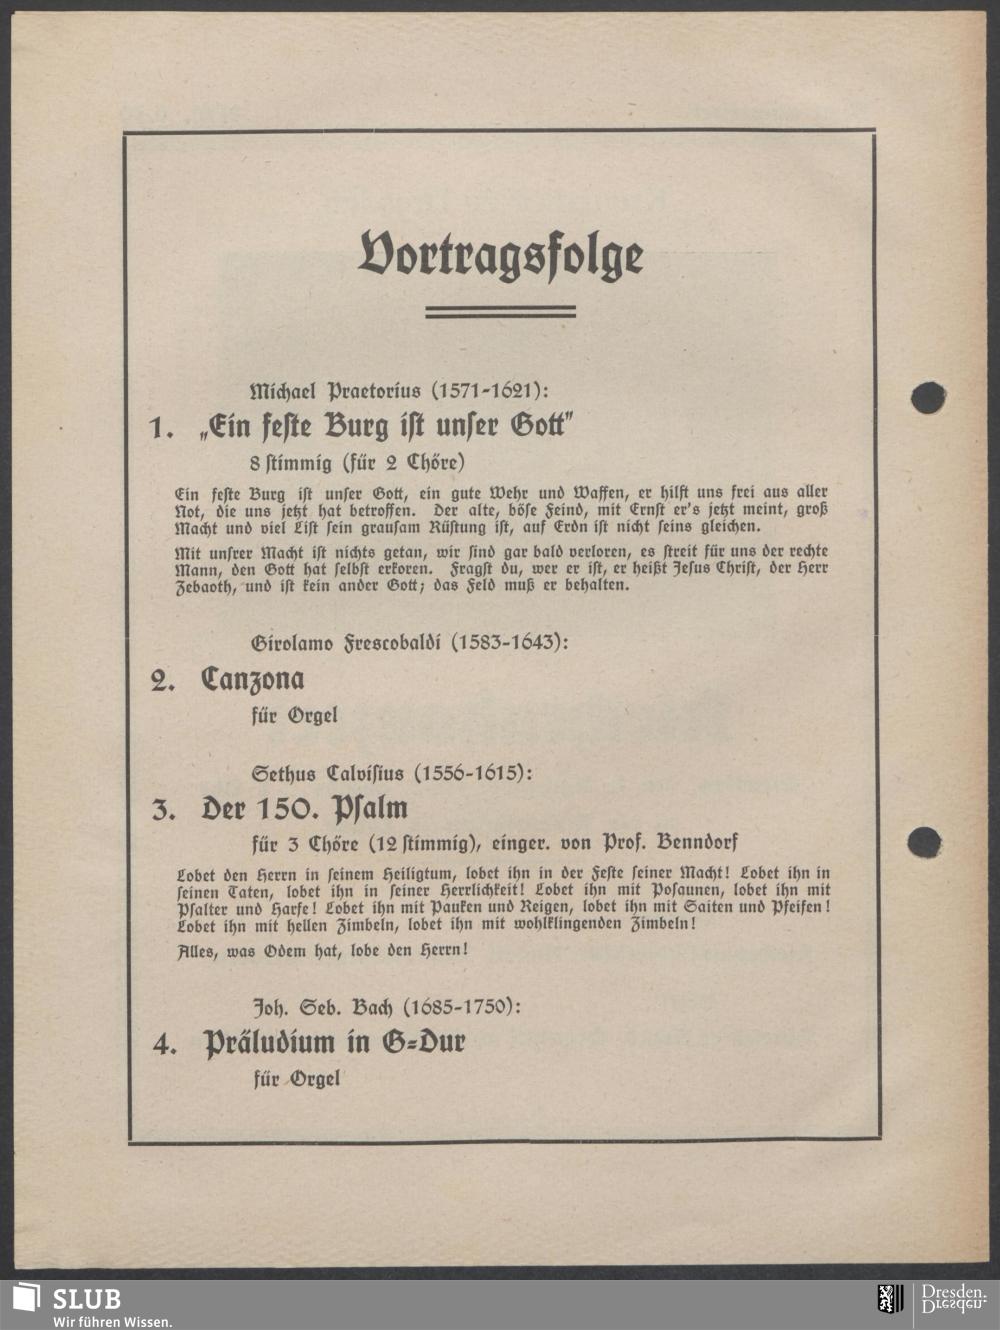 Vortragsfolge
Michael Praetorius (1571-1621):
1. „Ein feste Burg ist unser Gott"
8 stimmig (für 2 Chöre)
Ein feste Burg ist unser Gott, ein gute Wehr und Waffen, er hilft uns frei aus aller
Not, die uns jetzt hat betroffen. Der alte, böse Feind, mit Ernst er's jetzt meint, groß
Macht und viel List sein grausam Rüstung ist, auf Erdn ist nicht seins gleichen.
Mit unsrer Macht ist nichts getan, wir sind gar bald verloren, es streit für uns der rechte
Mann, den Gott hat selbst erkoren. Fragst du, wer er ist, er heißt Jesus Christ, der Herr
Zebaoth, und ist kein ander Gott; das Feld muß er behalten.
Girolamo Frescobaldi (1583-1643):
2. Canzona
für Orgel
Sethus Calvisius (1556-1615):
3. Der 150. Psalm
für 3 Chöre (12 stimmig), einger. von Prof. Benndorf
Lobet den Herrn in seinem Heiligtum, lobet ihn in der Feste seiner Macht! Lobet ihn in
seinen Taten, lobet ihn in seiner Herrlichkeit! Lobet ihn mit Posaunen, lobet ihn mit
Psalter und Harfe! Lobet ihn mit Pauken und Reigen, lobet ihn mit Saiten und Pfeifen!
Lobet ihn mit hellen Zimbeln, lobet ihn mit wohlklingenden Zimbeln!
Alles, was Odem hat, lobe den Herrn!
Joh. Seb. Bach (1685-1750):
4. Präludium in G-Dur
für Orgel
SLUB
Wir führen Wissen.
Dresden.
Dresden.